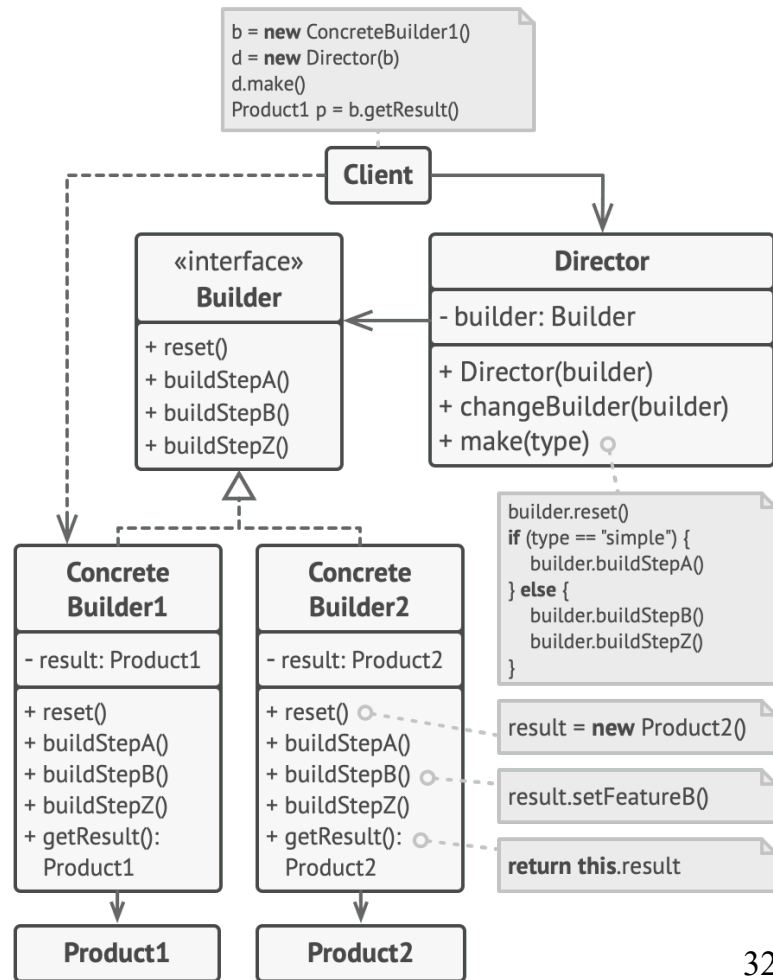 b = new ConcreteBuilder1()
d = new Director(b)
d.make()
Product1 p = b.getResult()
Client
«interface»
Builder
+ reset()
+ buildStepA()
+ buildStepB()
+ buildStepZ()
Director
- builder: Builder
+ Director(builder)
+ changeBuilder(builder)
+ make(type)
builder.reset()
if (type == "simple") {
builder.buildStepA()
} else {
builder.buildStepB()
builder.buildStepZ()
}
Concrete
Builder1
- result: Product1
+ reset()
+ buildStepA()
+ buildStepB()
+ buildStepZ()
+ getResult():
Product1
Concrete
Builder2
- result: Product2
+ reset()
+ buildStepA()
+ buildStepB()
+ buildStepZ()
+ getResult():
Product2
result = new Product2()
result.setFeatureB()
return this.result
Product1
Product2
32